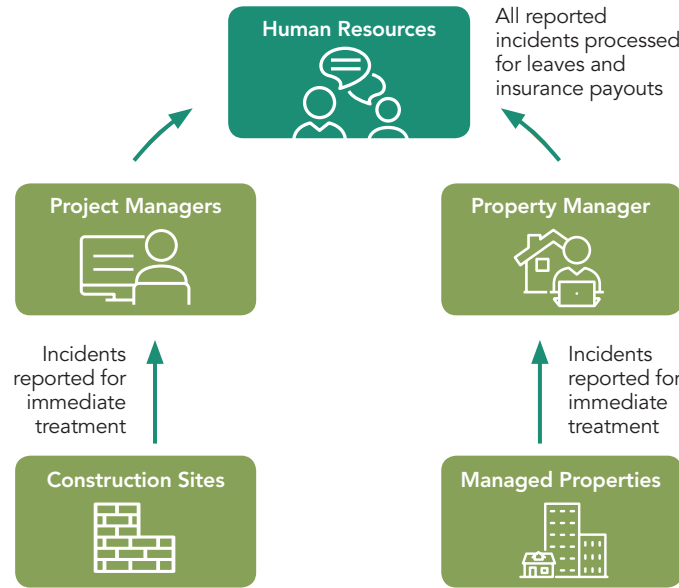 Human Resources
All reported
incidents processed
for leaves and
insurance payouts
Project Managers
Property Manager
Incidents
reported for
immediate
treatment
Incidents
reported for
immediate
treatment
Construction Sites
Managed Properties